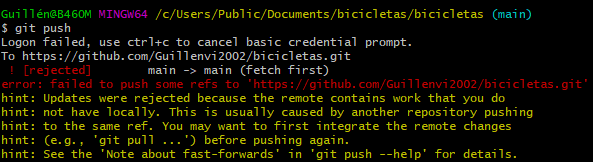 Guillén@B460M MINGW64 /c/Users/Public/Documents/bicicletas/bicicletas (main)
$ git push
Logon failed, use ctrl+c to cancel basic credential prompt.
To https://github.com/Guillenvi2002/bicicletas.git
 ! [rejected]        main -> main (fetch first)
error: failed to push some refs to 'https://github.com/Guillenvi2002/bicicletas.git'
hint: Updates were rejected because the remote contains work that you do
hint: not have locally. This is usually caused by another repository pushing
hint: to the same ref. You may want to first integrate the remote changes
hint: (e.g., 'git pull ...') before pushing again.
hint: See the 'Note about fast-forwards' in 'git push --help' for details.